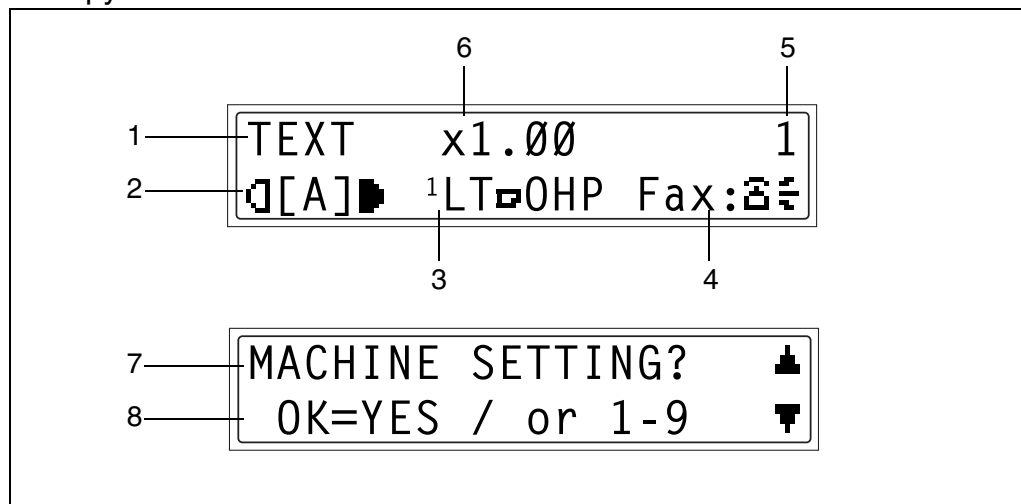 6 5
1 TEXT x1.00 1
2 [A] 1LT OHP Fax:
3 4
7 MACHINE SETTING?
8 OK=YES / or 1-9